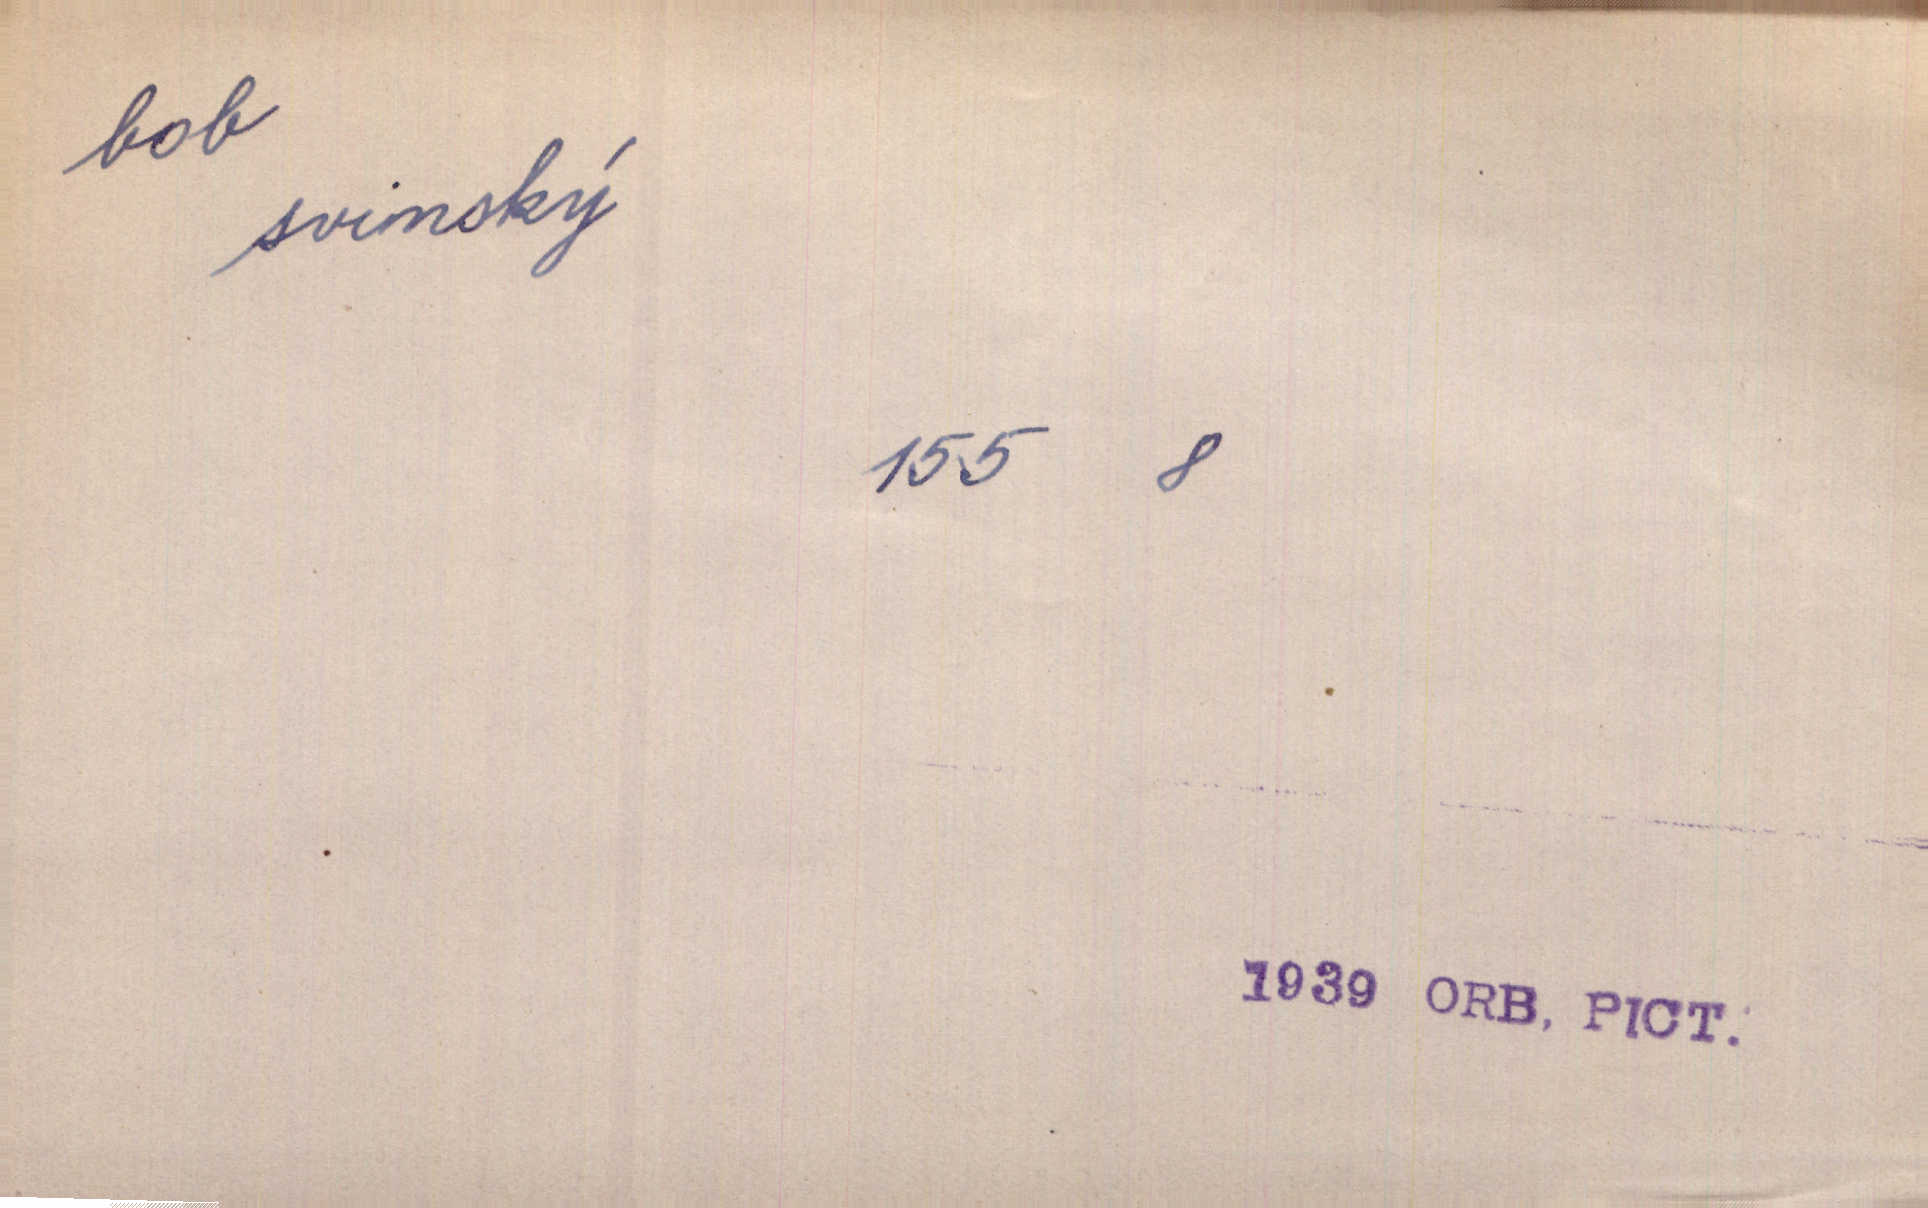 bob
svinský
155 8
1939 ORB, PICT.